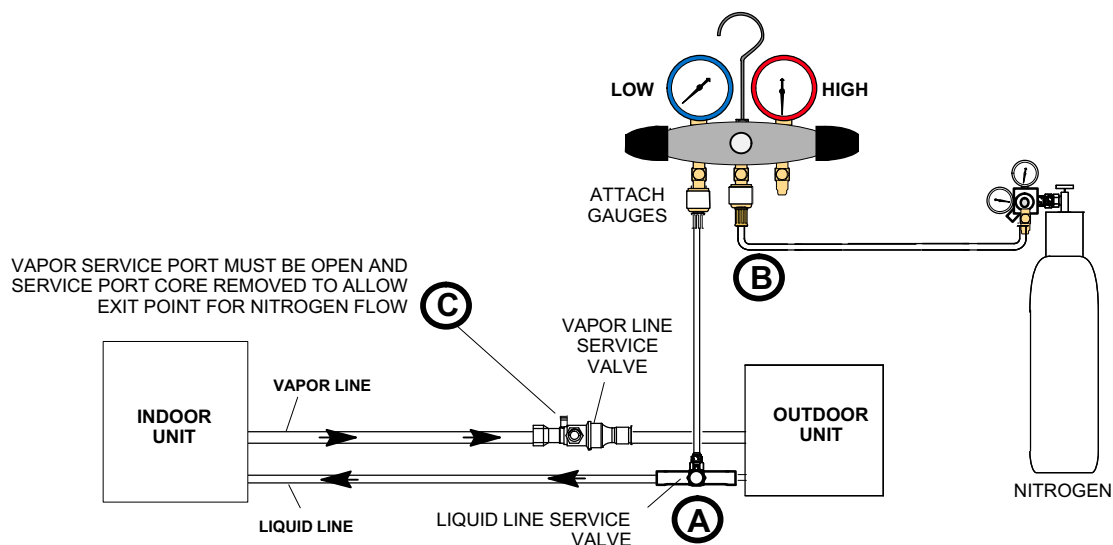 LOW
HIGH
ATTACH
GAUGES
B
VAPOR SERVICE PORT MUST BE OPEN AND
SERVICE PORT CORE REMOVED TO ALLOW
EXIT POINT FOR NITROGEN FLOW
C
VAPOR LINE
SERVICE
VALVE
VAPOR LINE
INDOOR
UNIT
OUTDOOR
UNIT
LIQUID LINE
LIQUID LINE SERVICE
VALVE
A
NITROGEN